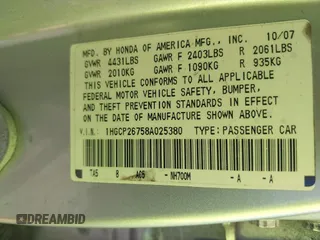 MFD. BY HONDA OF AMERICA MFG., INC. 10/07
GVWR 4431LBS GAWR F 2403LBS R 2061LBS
GVWR 2010KG GAWR F 1090KG R 935KG
THIS VEHICLE CONFORMS TO ALL APPLICABLE
FEDERAL MOTOR VEHICLE SAFETY, BUMPER,
AND THEFT PREVENTION STANDARDS IN EFFECT
ON THE DATE OF MANUFACTURE SHOWN ABOVE.
V.I.N. 1HGCP26758A025380 TYPE: PASSENGER CAR
TA5 B A05 NH700M - A - A
DREAMBID